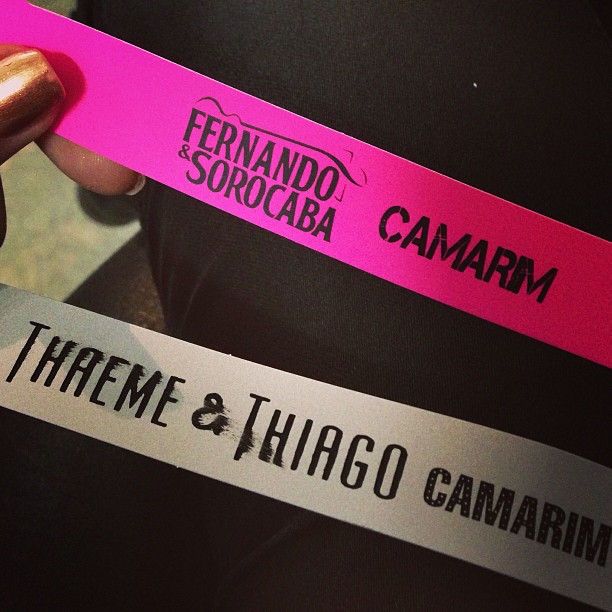 FERNANDO
& SOROCABA
CAMARIM
THAEME & THIAGO CAMARIM